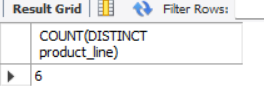 Result Grid Filter Rows:
COUNT(DISTINCT
product_line)
6